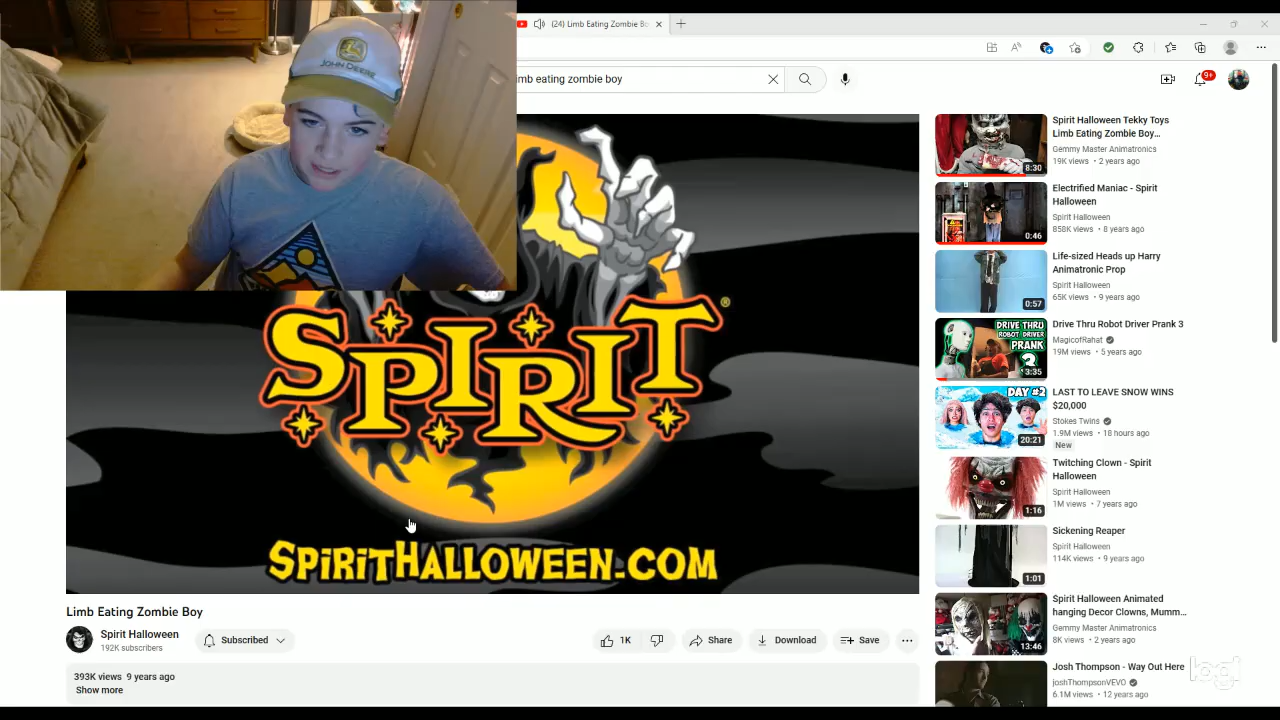 (24) Limb Eating Zombie Bo
mb eating zombie boy
9+
JOHN DEERE
SPIRIT®
SPIRITHALLOWEEN.COM
Limb Eating Zombie Boy
Spirit Halloween
192K subscribers
Subscribed
1K
Share
Download
Save
393K views 9 years ago
Show more
Spirit Halloween Tekky Toys
Limb Eating Zombie Boy...
Gemmy Master Animatronics
19K views • 2 years ago
8:30
Electrified Maniac - Spirit
Halloween
Spirit Halloween
858K views • 8 years ago
0:46
Life-sized Heads up Harry
Animatronic Prop
Spirit Halloween
65K views • 9 years ago
0:57
DRIVE THRU
ROBOT DRIVER
PRANK
3
Drive Thru Robot Driver Prank 3
MagicofRahat
19M views • 5 years ago
3:35
DAY #2
LAST TO LEAVE SNOW WINS
$20,000
Stokes Twins
1.9M views • 18 hours ago
New
20:21
Twitching Clown - Spirit
Halloween
Spirit Halloween
1M views • 7 years ago
1:16
Sickening Reaper
Spirit Halloween
114K views • 9 years ago
1:01
Spirit Halloween Animated
hanging Decor Clowns, Mumm...
Gemmy Master Animatronics
8K views • 2 years ago
13:46
Josh Thompson - Way Out Here
joshThompsonVEVO
6.1M views • 12 years ago
logi